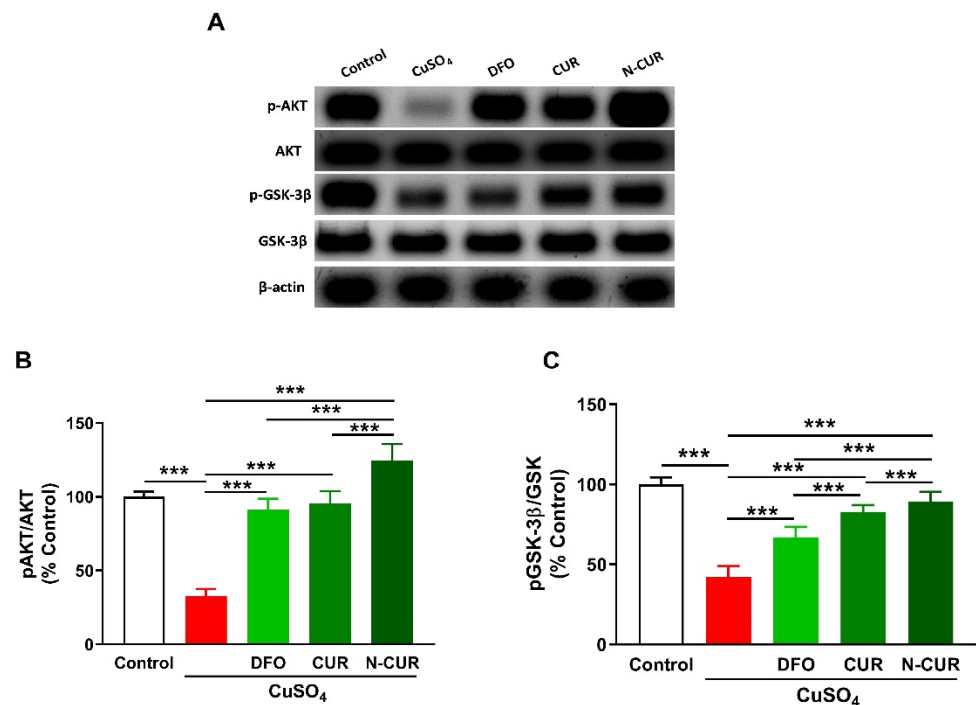 A
Control CuSO₄ DFO CUR N-CUR
p-AKT
AKT
p-GSK-3β
GSK-3β
β-actin
B
pAKT/AKT
(% Control)
150
100
50
0
***
***
***
***
***
***
Control DFO CUR N-CUR
CuSO₄
C
pGSK-3β/GSK
(% Control)
150
100
50
0
***
***
***
***
***
***
***
Control DFO CUR N-CUR
CuSO₄